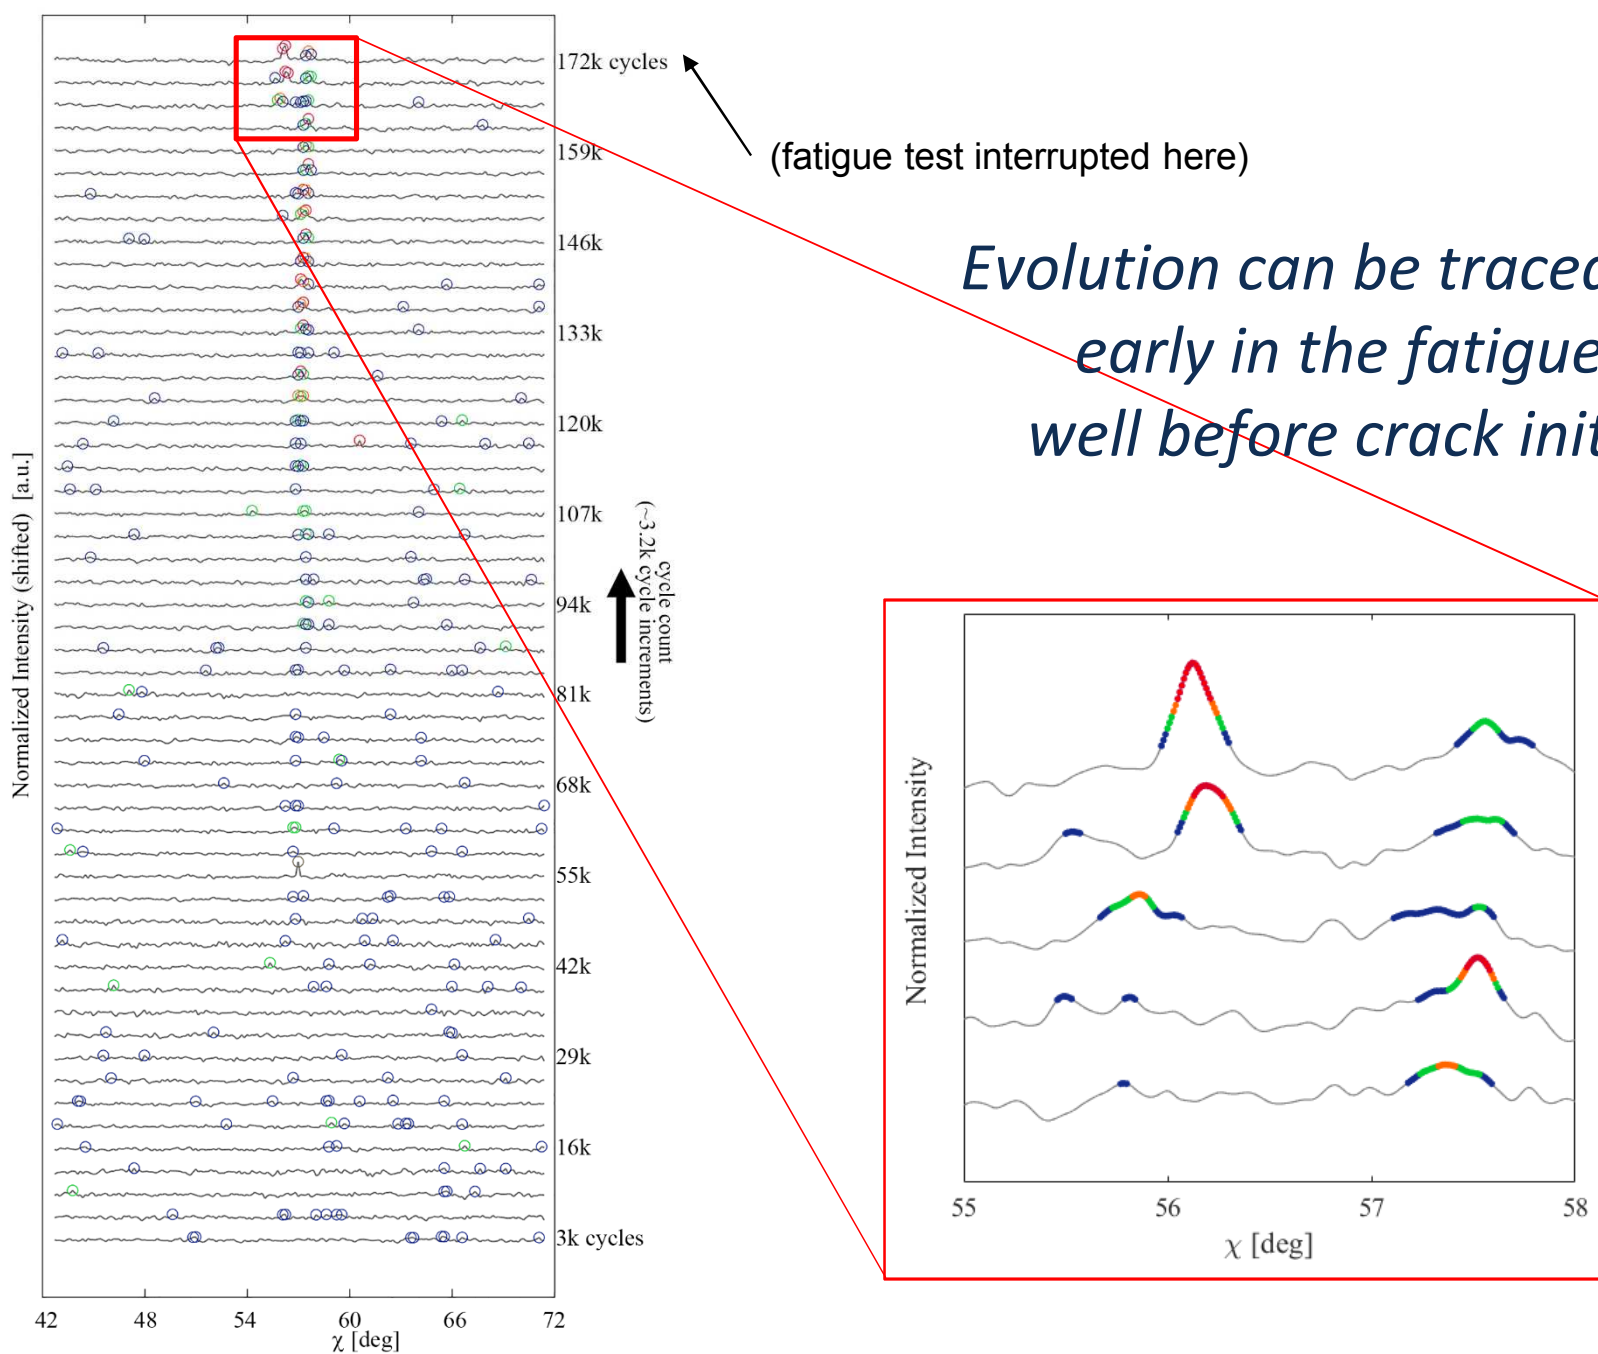 172k cycles
(fatigue test interrupted here)
159k
Evolution can be traced
146k
early in the fatigue
133k
well before crack init
120k
107k
94k
81k
68k
55k
42k
29k
16k
3k cycles
Normalized Intensity (shifted) [a.u.]
42 48 54 60 66 72
χ [deg]
cycle count
(~3.2k cycle increments)
Normalized Intensity
55 56 57 58
χ [deg]